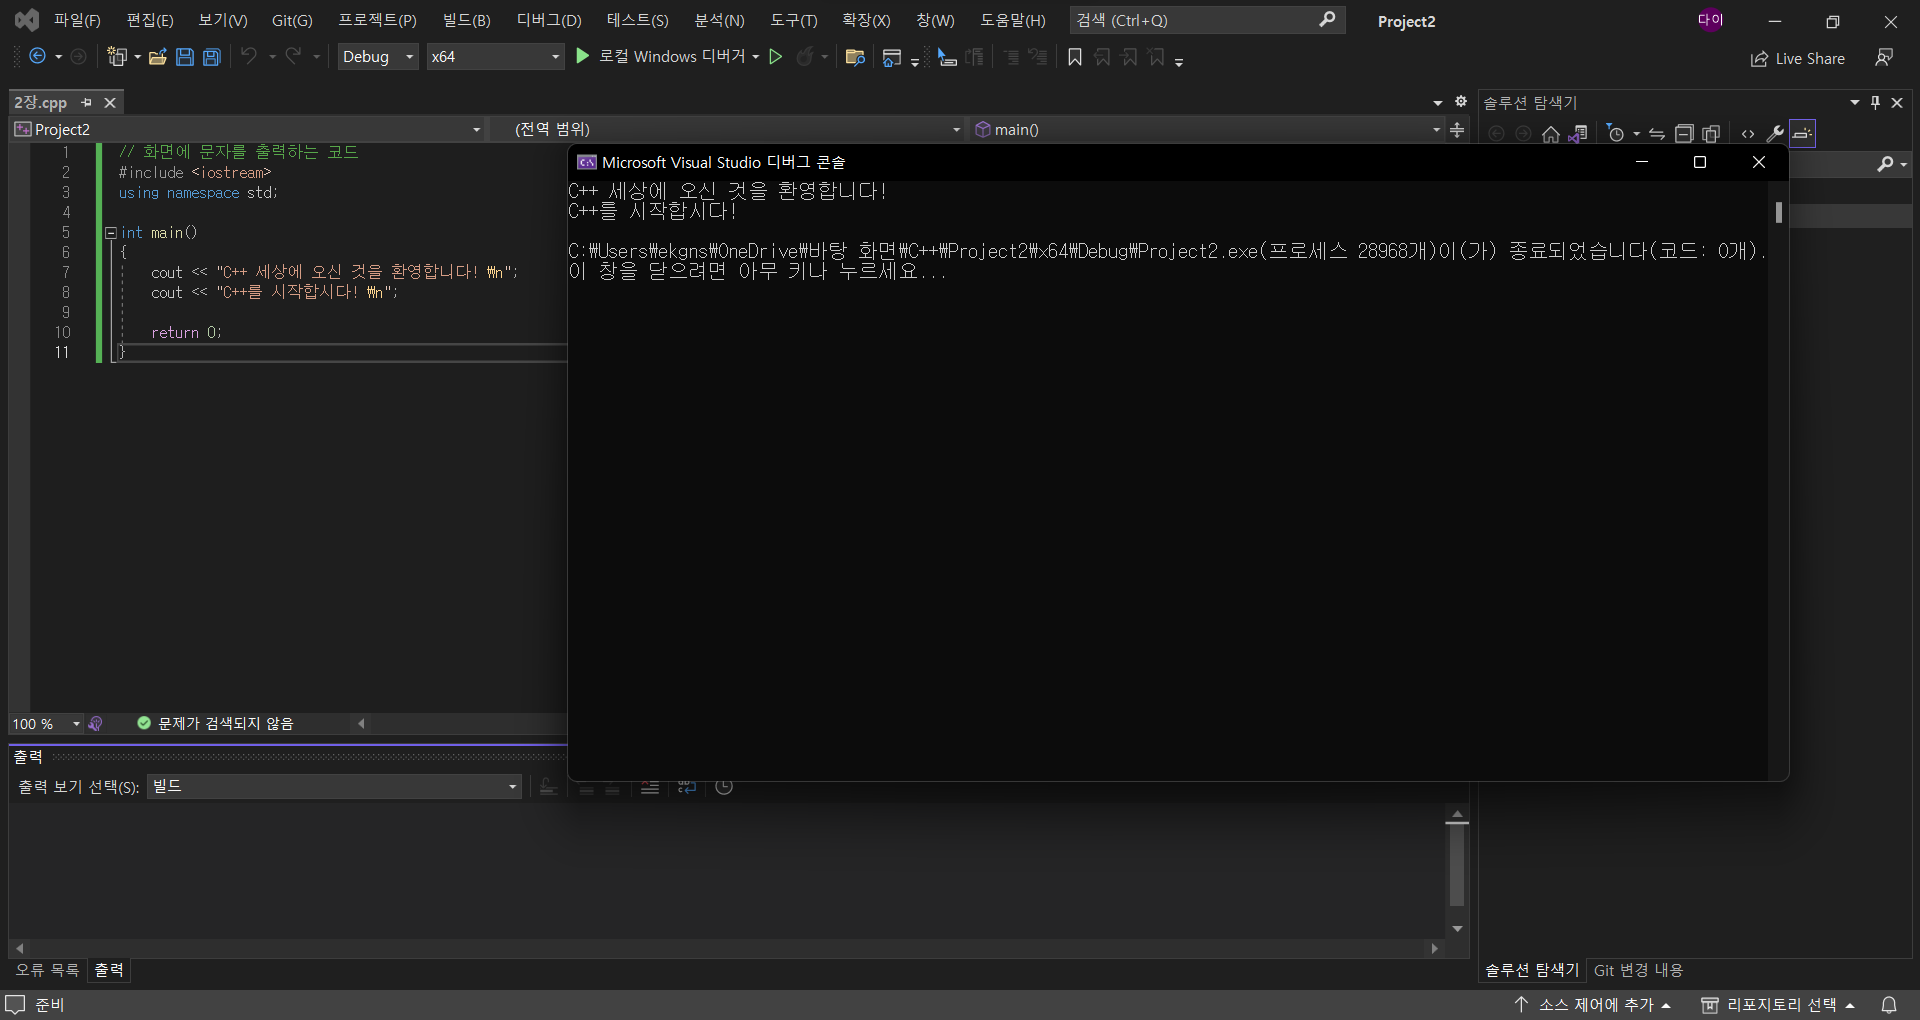 파일(F) 편집(E) 보기(V) Git(G) 프로젝트(P) 빌드(B) 디버그(D) 테스트(S) 분석(N) 도구(T) 확장(X) 창(W) 도움말(H) 검색 (Ctrl+Q) Project2 다이
Debug x64 로컬 Windows 디버거 Live Share
2장.cpp
Project2 (전역 범위) main()
1 // 화면에 문자를 출력하는 코드
2 #include <iostream>
3 using namespace std;
4
5 int main()
6 {
7 cout << "C++ 세상에 오신 것을 환영합니다! ₩n";
8 cout << "C++를 시작합시다! ₩n";
9
10 return 0;
11 }
100 % 문제가 검색되지 않음
Microsoft Visual Studio 디버그 콘솔
C++ 세상에 오신 것을 환영합니다!
C++를 시작합시다!
C:₩Users₩ekgns₩OneDrive₩바탕 화면₩C++₩Project2₩x64₩Debug₩Project2.exe(프로세스 28968개)이(가) 종료되었습니다(코드: 0개).
이 창을 닫으려면 아무 키나 누르세요...
솔루션 탐색기
출력
출력 보기 선택(S): 빌드
오류 목록 출력
솔루션 탐색기 Git 변경 내용
준비 소스 제어에 추가 리포지토리 선택